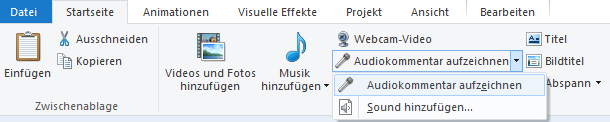 Datei Startseite Animationen Visuelle Effekte Projekt Ansicht Bearbeiten
Einfügen
Ausschneiden
Kopieren
Zwischenablage
Videos und Fotos
hinzufügen
Musik
hinzufügen
Webcam-Video
Audiokommentar aufzeichnen
Audiokommentar aufzeichnen
Sound hinzufügen...
Titel
Bildtitel
Abspann